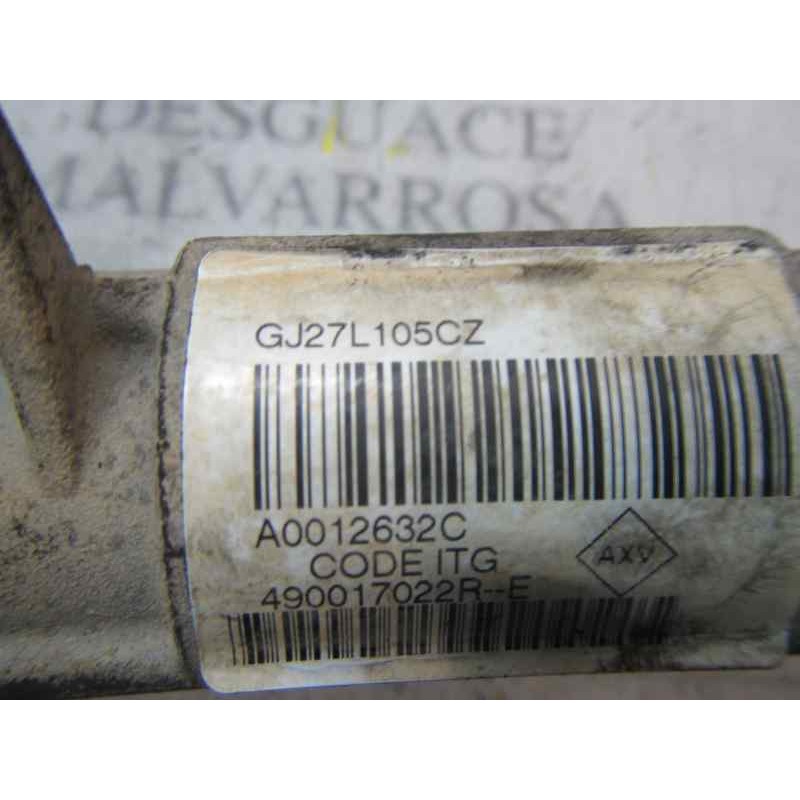 DESGUACE
MALVARROSA
GJ27L105CZ
A0012632C
CODE ITG
AXV
490017022R--E